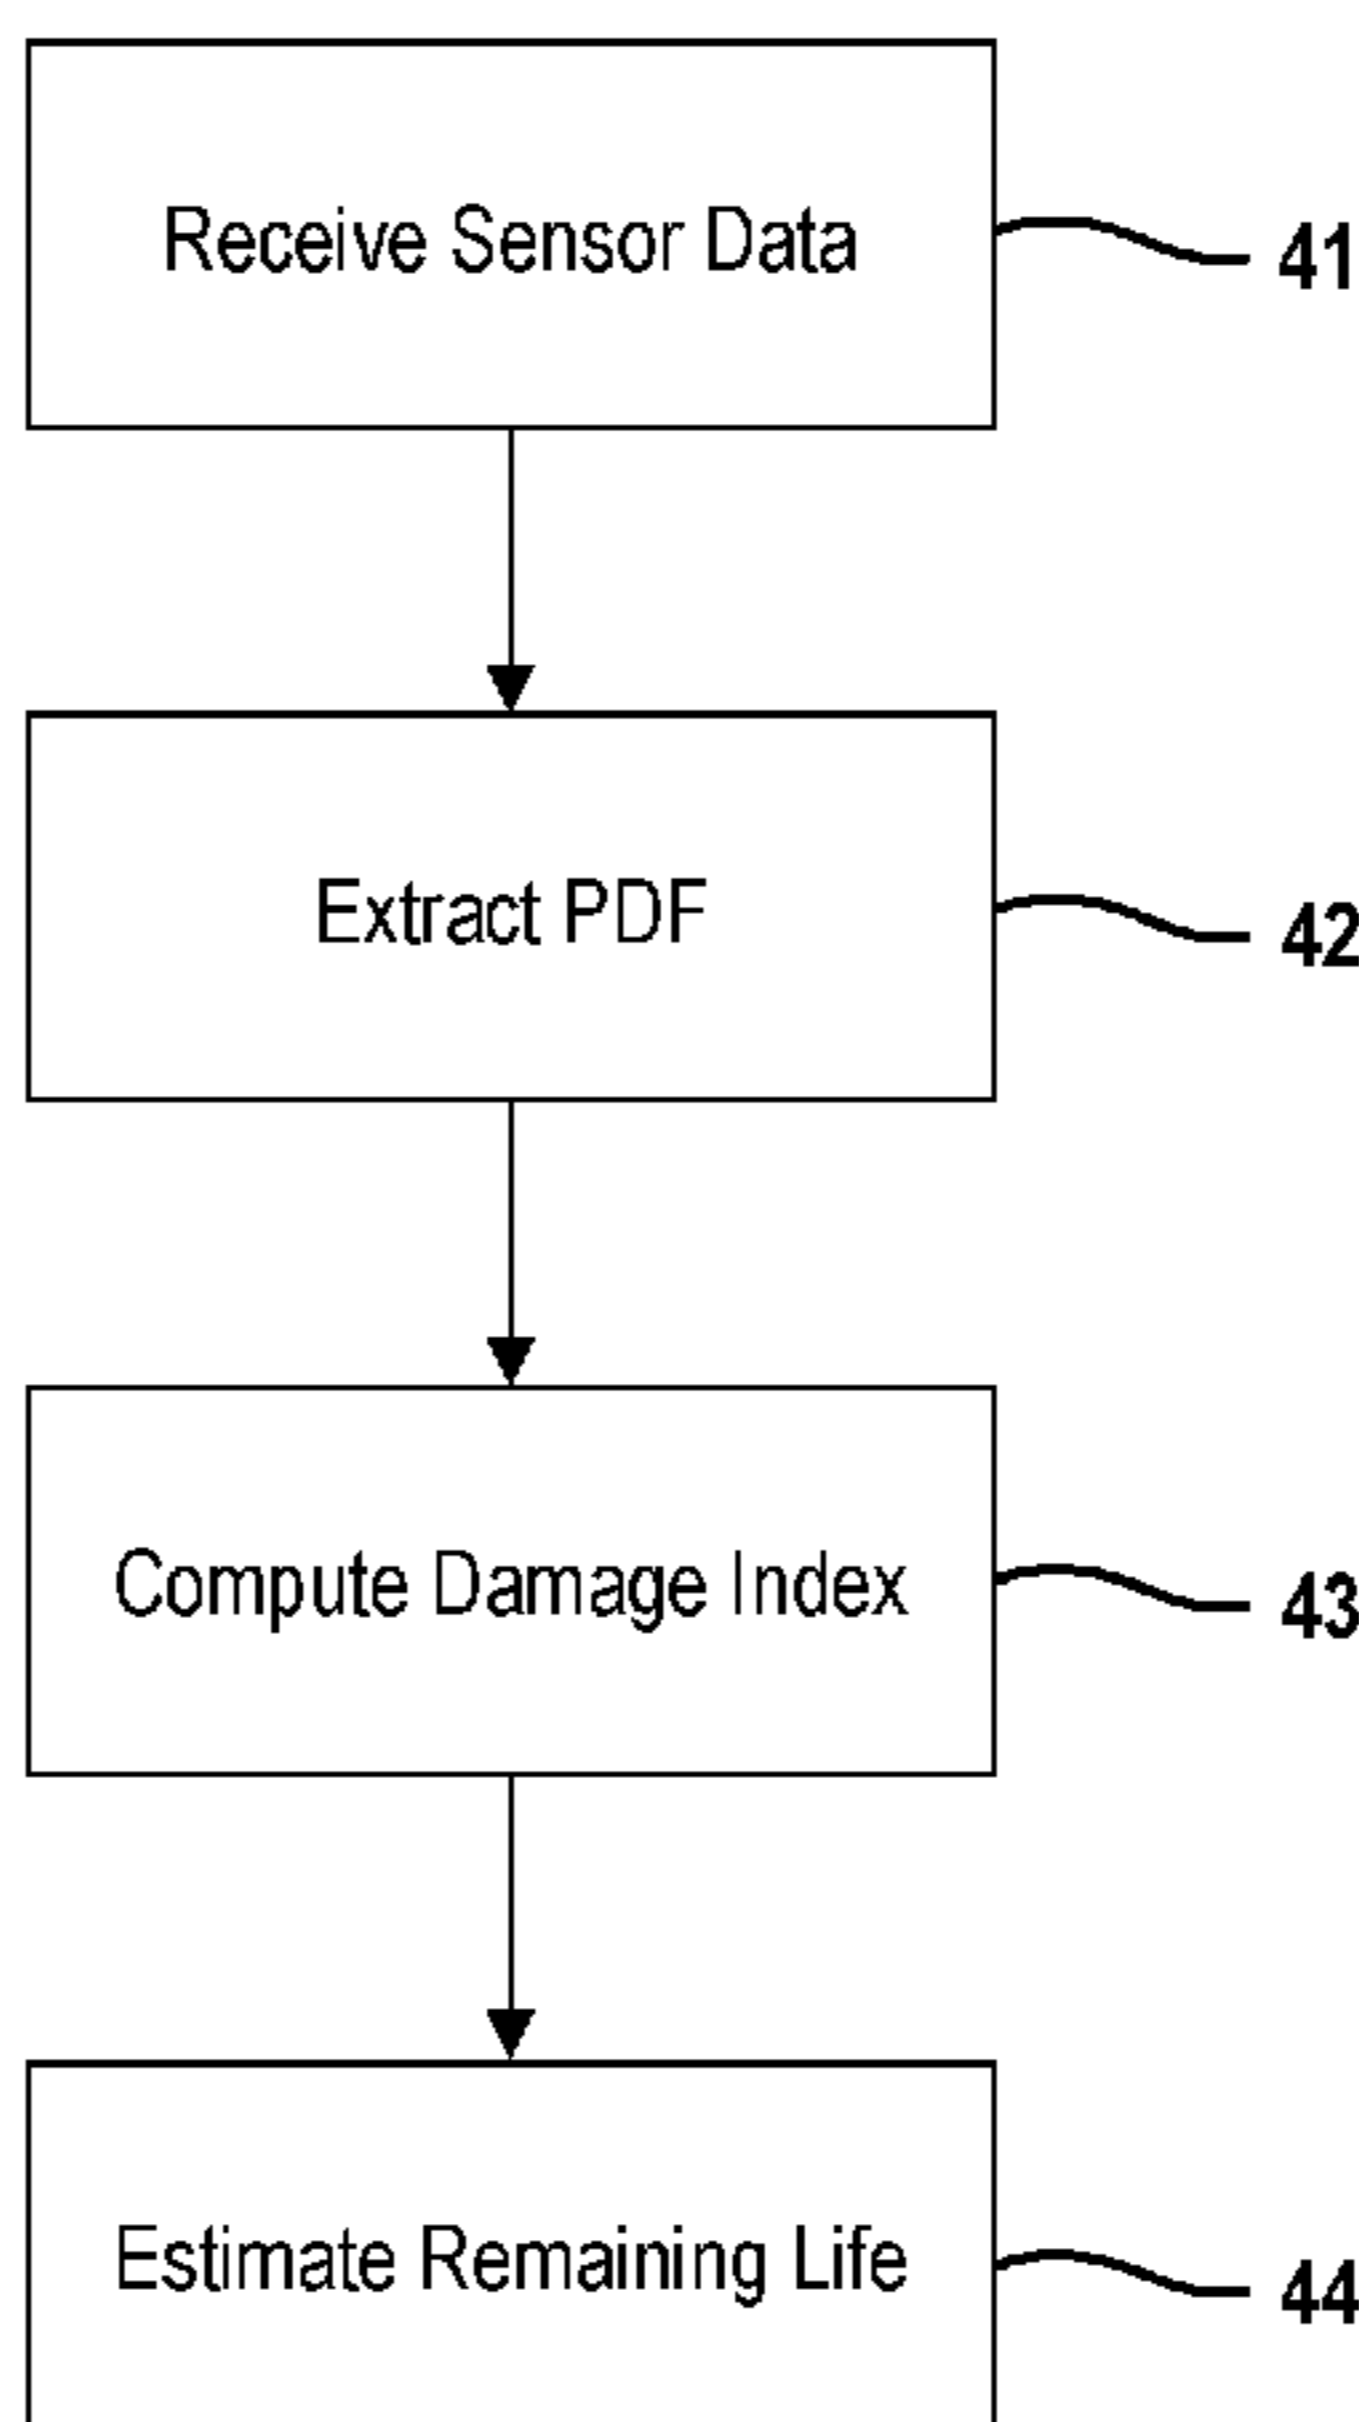 Receive Sensor Data
41
Extract PDF
42
Compute Damage Index
43
Estimate Remaining Life
44